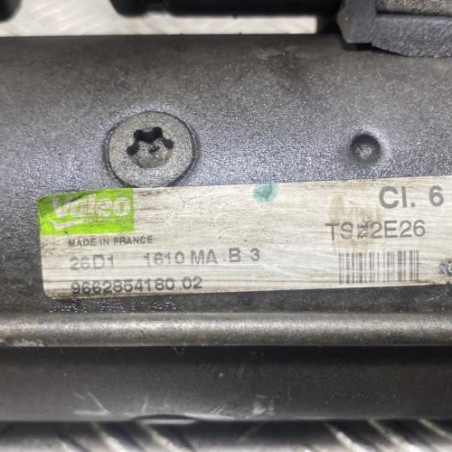 Valeo
MADE IN FRANCE
26D1 1610 MA B 3
9662854180 02
Cl. 6
TS22E26